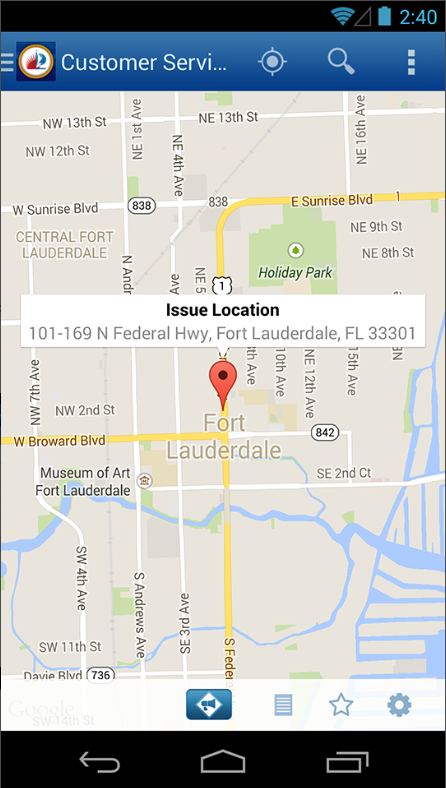 2:40
Customer Servi...
NW 13th St
NE 13th St
NE 1st Ave
NE 16th Ave
NW 12th St
NE 4th Ave
W Sunrise Blvd
838
838
E Sunrise Blvd
1
CENTRAL FORT
LAUDERDALE
NE 9th St
NE 8th St
Holiday Park
N Andr
NE 5
1
Issue Location
101-169 N Federal Hwy, Fort Lauderdale, FL 33301
NW 7th Ave
10th Ave
NE 12th Ave
NE 15th Ave
NW 2nd St
Fort
Lauderdale
842
W Broward Blvd
Museum of Art
Fort Lauderdale
SE 2nd Ct
SW 4th Ave
S Andrews Ave
SE 3rd Ave
SW 11th St
S Federa
Davie Blvd
736
Google
SW 14th St